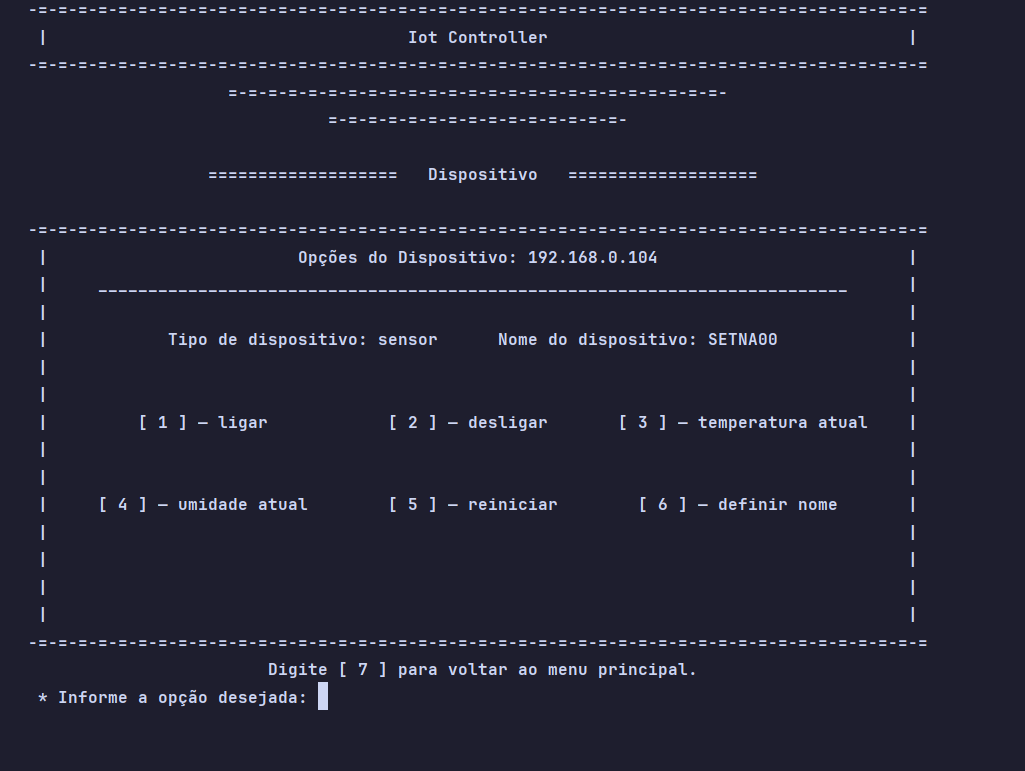 -=-=-=-=-=-=-=-=-=-=-=-=-=-=-=-=-=-=-=-=-=-=-=-=-=-=-=-=-=-=-=-=-=-=-=-=-=-=-=-=-=-=-=-=-=
| Iot Controller |
-=-=-=-=-=-=-=-=-=-=-=-=-=-=-=-=-=-=-=-=-=-=-=-=-=-=-=-=-=-=-=-=-=-=-=-=-=-=-=-=-=-=-=-=-=
=-=-=-=-=-=-=-=-=-=-=-=-=-=-=-=-=-=-=-=-=-=-=-=-=-
=-=-=-=-=-=-=-=-=-=-=-=-=-=-=-
=================== Dispositivo ===================
-=-=-=-=-=-=-=-=-=-=-=-=-=-=-=-=-=-=-=-=-=-=-=-=-=-=-=-=-=-=-=-=-=-=-=-=-=-=-=-=-=-=-=-=-=
| Opções do Dispositivo: 192.168.0.104 |
| ___________________________________________________________________________ |
| |
| Tipo de dispositivo: sensor Nome do dispositivo: SETNA00 |
| |
| |
| [ 1 ] — ligar [ 2 ] — desligar [ 3 ] — temperatura atual |
| |
| |
| [ 4 ] — umidade atual [ 5 ] — reiniciar [ 6 ] — definir nome |
| |
| |
| |
| |
-=-=-=-=-=-=-=-=-=-=-=-=-=-=-=-=-=-=-=-=-=-=-=-=-=-=-=-=-=-=-=-=-=-=-=-=-=-=-=-=-=-=-=-=-=
Digite [ 7 ] para voltar ao menu principal.
* Informe a opção desejada: